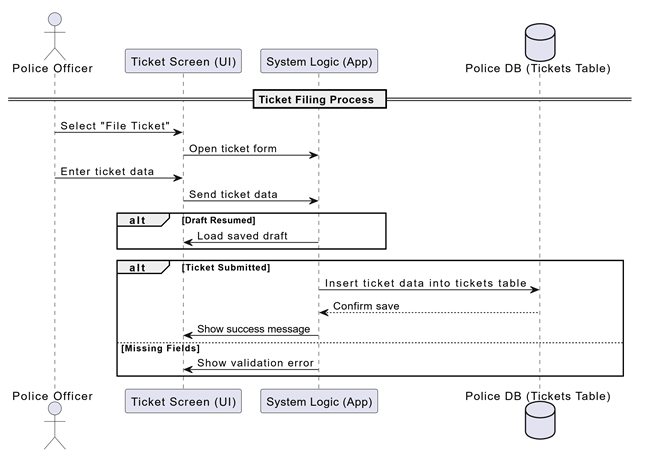 Police Officer
Ticket Screen (UI)
System Logic (App)
Police DB (Tickets Table)
Ticket Filing Process
Select "File Ticket"
Open ticket form
Enter ticket data
Send ticket data
alt [Draft Resumed]
Load saved draft
alt [Ticket Submitted]
Insert ticket data into tickets table
Confirm save
Show success message
[Missing Fields]
Show validation error
Police Officer
Ticket Screen (UI)
System Logic (App)
Police DB (Tickets Table)